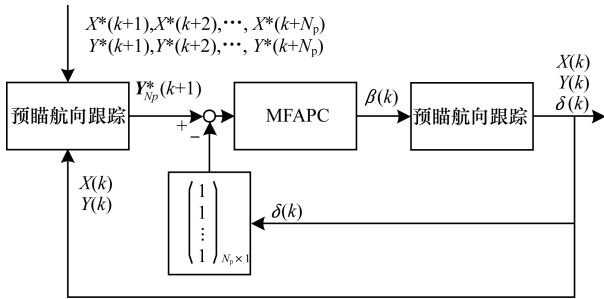 X*(k+1),X*(k+2),⋯, X*(k+Np)
Y*(k+1),Y*(k+2),⋯, Y*(k+Np)
X(k)
Y(k)
δ(k)
预瞄航向跟踪
Y*Np(k+1)
+
−
MFAPC
β(k)
预瞄航向跟踪
X(k)
Y(k)
1
1
⋮
1
Np×1
δ(k)